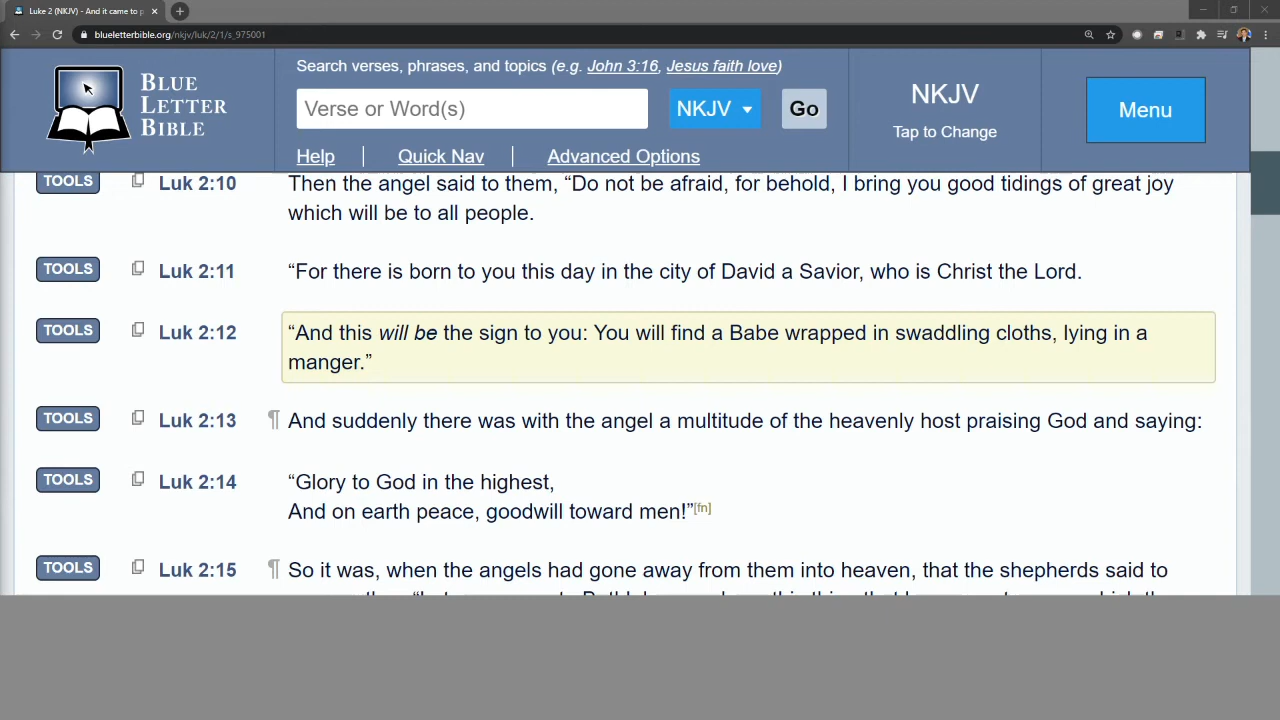 Luke 2 (NKJV) - And it came to p
blueletterbible.org/nkjv/luk/2/1/s_975001
BLUE
LETTER
BIBLE
Search verses, phrases, and topics (e.g. John 3:16, Jesus faith love)
Verse or Word(s)
NKJV
Go
Help
Quick Nav
Advanced Options
NKJV
Tap to Change
Menu
TOOLS
Luk 2:10
Then the angel said to them, “Do not be afraid, for behold, I bring you good tidings of great joy
which will be to all people.
TOOLS
Luk 2:11
“For there is born to you this day in the city of David a Savior, who is Christ the Lord.
TOOLS
Luk 2:12
“And this will be the sign to you: You will find a Babe wrapped in swaddling cloths, lying in a
manger.”
TOOLS
Luk 2:13
¶ And suddenly there was with the angel a multitude of the heavenly host praising God and saying:
TOOLS
Luk 2:14
“Glory to God in the highest,
And on earth peace, goodwill toward men!”[fn]
TOOLS
Luk 2:15
¶ So it was, when the angels had gone away from them into heaven, that the shepherds said to